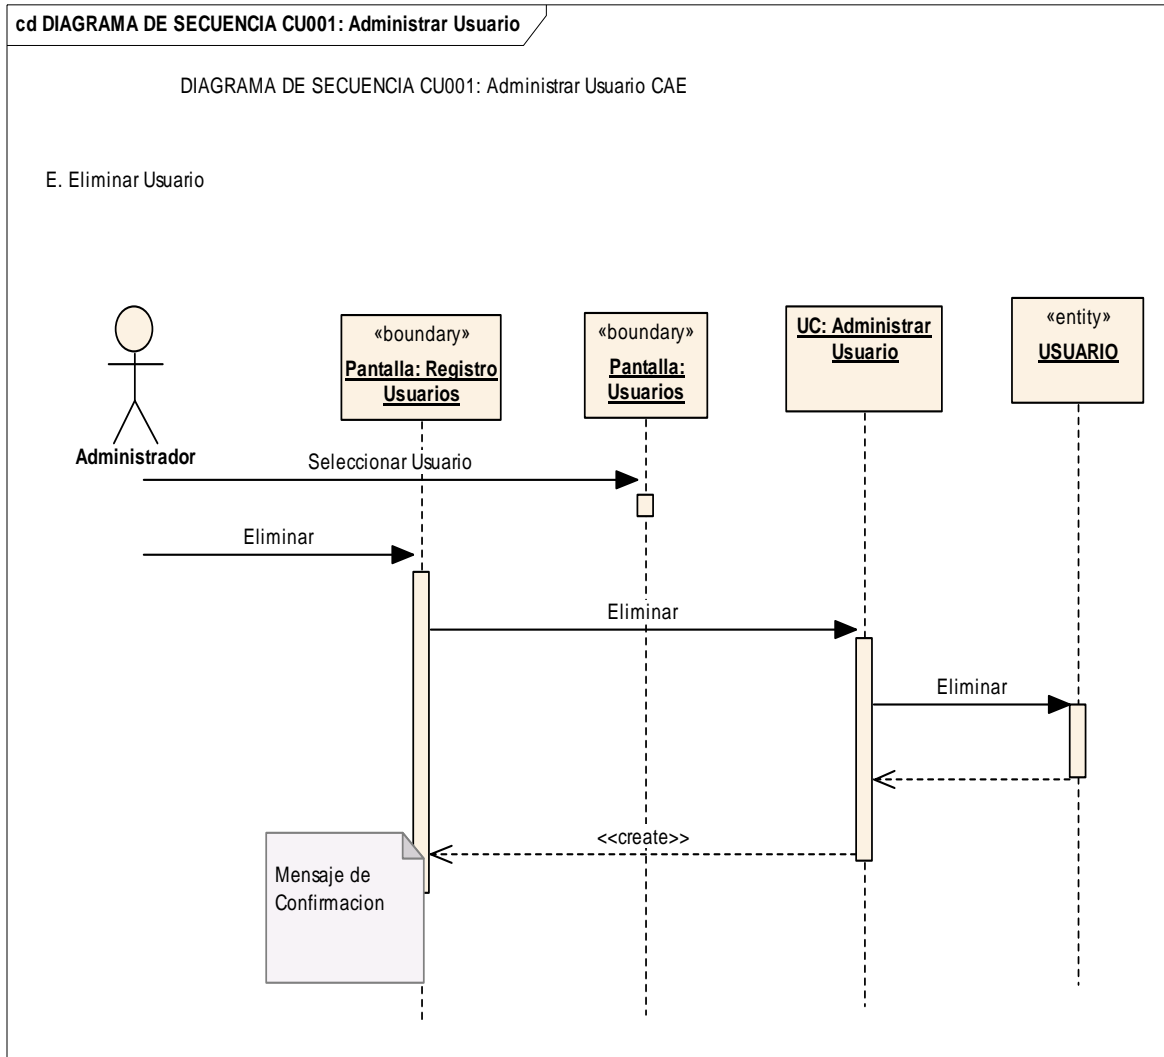 cd DIAGRAMA DE SECUENCIA CU001: Administrar Usuario
DIAGRAMA DE SECUENCIA CU001: Administrar Usuario CAE
E. Eliminar Usuario
Administrador
«boundary»
Pantalla: Registro
Usuarios
«boundary»
Pantalla:
Usuarios
UC: Administrar
Usuario
«entity»
USUARIO
Seleccionar Usuario
Eliminar
Eliminar
Eliminar
<<create>>
Mensaje de
Confirmacion